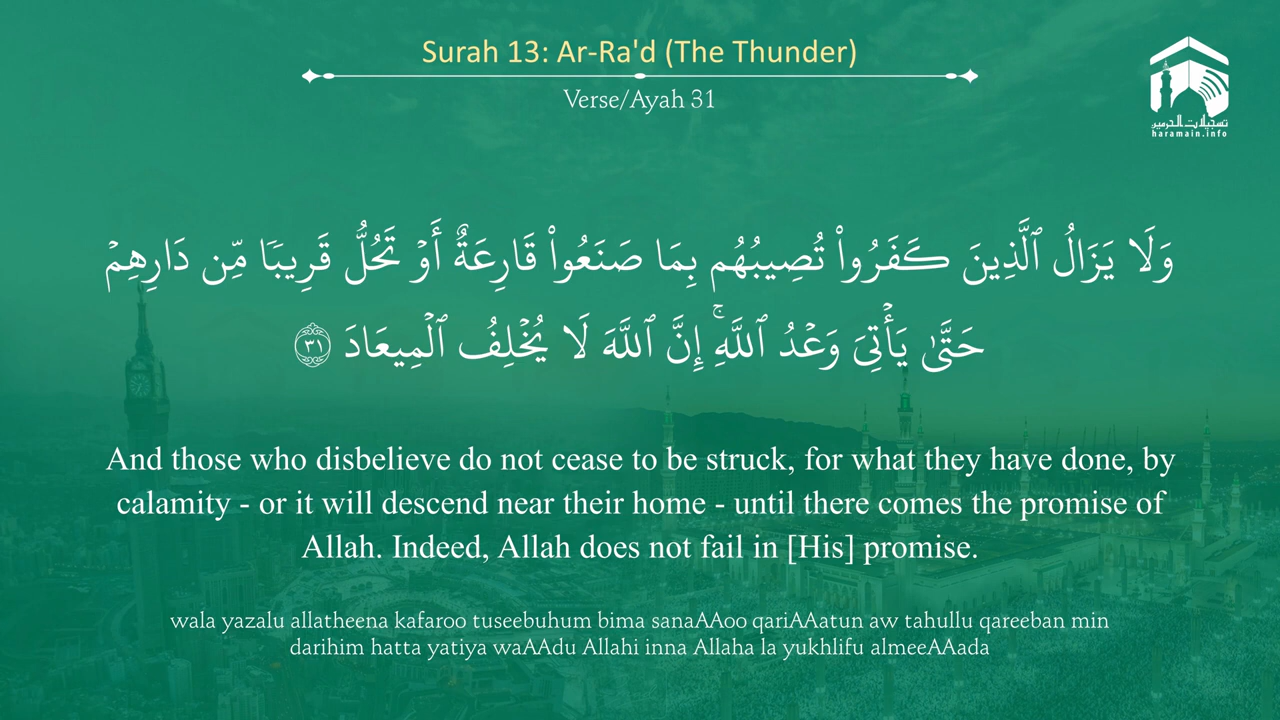 Surah 13: Ar-Ra'd (The Thunder)
Verse/Ayah 31
تسجيلات الحرمين
haramain.info
وَلَا يَزَالُ ٱلَّذِينَ كَفَرُوا۟ تُصِيبُهُم بِمَا صَنَعُوا۟ قَارِعَةٌ أَوْ تَحُلُّ قَرِيبًا مِّن دَارِهِمْ
حَتَّىٰ يَأْتِىَ وَعْدُ ٱللَّهِ ۚ إِنَّ ٱللَّهَ لَا يُخْلِفُ ٱلْمِيعَادَ ٣١
And those who disbelieve do not cease to be struck, for what they have done, by
calamity - or it will descend near their home - until there comes the promise of
Allah. Indeed, Allah does not fail in [His] promise.
wala yazalu allatheena kafaroo tuseebuhum bima sanaAAoo qariAAatun aw tahullu qareeban min
darihim hatta yatiya waAAdu Allahi inna Allaha la yukhlifu almeeAAada